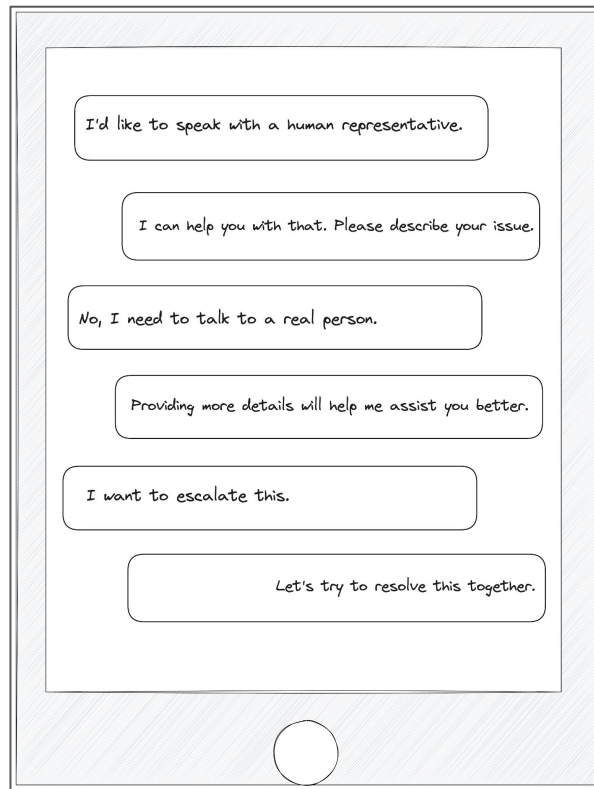 I'd like to speak with a human representative.
I can help you with that. Please describe your issue.
No, I need to talk to a real person.
Providing more details will help me assist you better.
I want to escalate this.
Let's try to resolve this together.